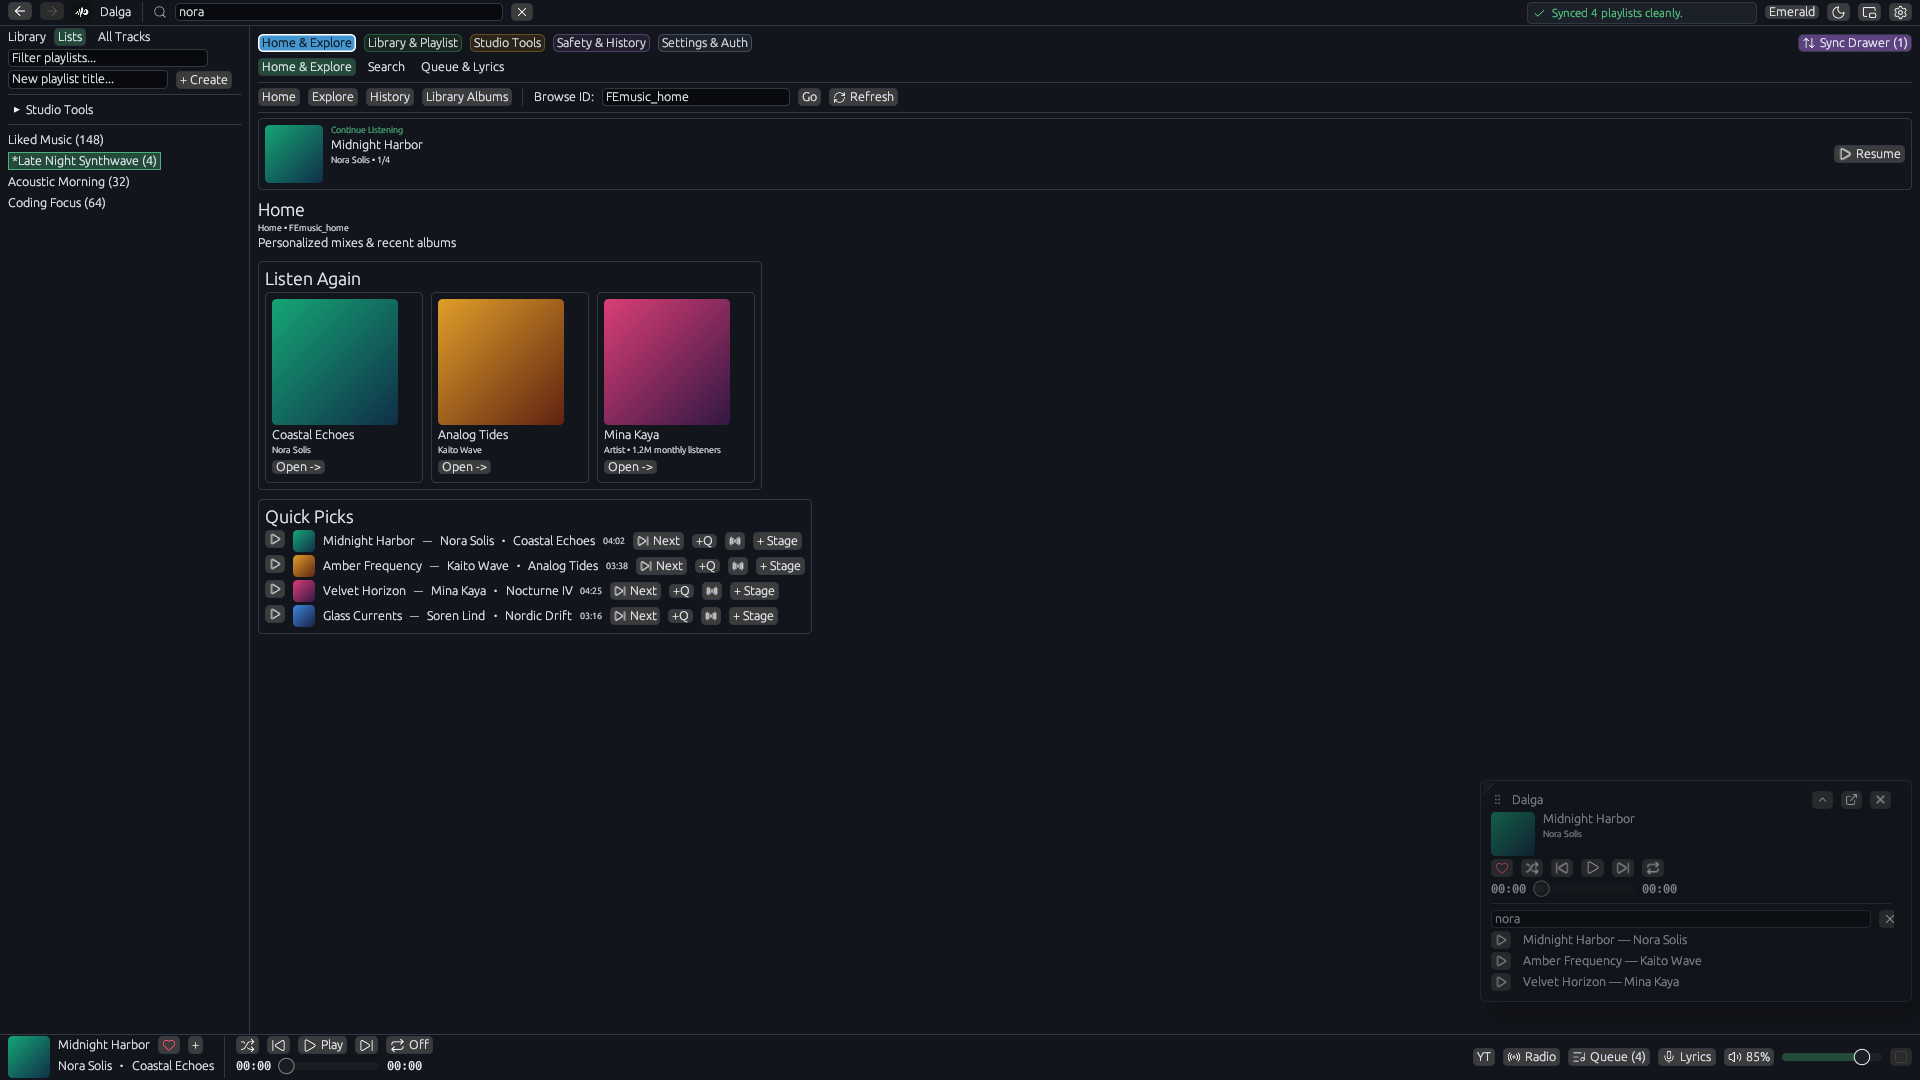 Dalga nora Synced 4 playlists cleanly. Emerald
Library Lists All Tracks
Filter playlists...
New playlist title... + Create
Studio Tools
Liked Music (148)
*Late Night Synthwave (4)
Acoustic Morning (32)
Coding Focus (64)
Home & Explore Library & Playlist Studio Tools Safety & History Settings & Auth Sync Drawer (1)
Home & Explore Search Queue & Lyrics
Home Explore History Library Albums Browse ID: FEmusic_home Go Refresh
Continue Listening
Midnight Harbor
Nora Solis • 1/4
Resume
Home
Home • FEmusic_home
Personalized mixes & recent albums
Listen Again
Coastal Echoes
Nora Solis
Open ->
Analog Tides
Kaito Wave
Open ->
Mina Kaya
Artist • 1.2M monthly listeners
Open ->
Quick Picks
Midnight Harbor — Nora Solis • Coastal Echoes 04:02 Next +Q + Stage
Amber Frequency — Kaito Wave • Analog Tides 03:38 Next +Q + Stage
Velvet Horizon — Mina Kaya • Nocturne IV 04:25 Next +Q + Stage
Glass Currents — Soren Lind • Nordic Drift 03:16 Next +Q + Stage
Dalga
Midnight Harbor
Nora Solis
00:00 00:00
nora
Midnight Harbor — Nora Solis
Amber Frequency — Kaito Wave
Velvet Horizon — Mina Kaya
Midnight Harbor +
Nora Solis • Coastal Echoes
Play Off
00:00 00:00
YT Radio Queue (4) Lyrics 85%